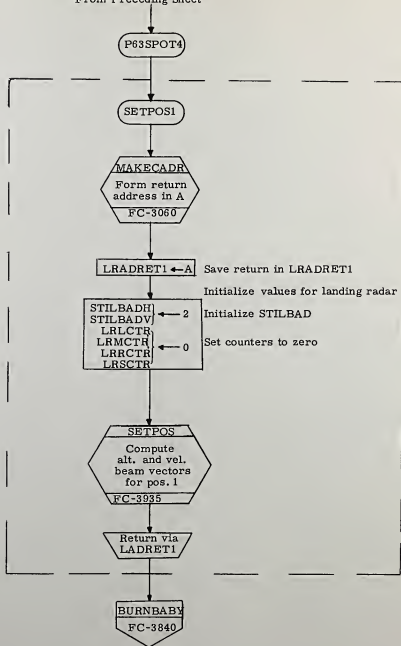 From Preceding Sheet
P63SPOT4
SETPOS1
MAKECADR
Form return
address in A
FC-3060
LRADRET1 ←A Save return in LRADRET1
Initialize values for landing radar
STILBADH
STILBADV
← 2 Initialize STILBAD
LRLCTR
LRMCTR
LRRCTR
LRSCTR
← 0 Set counters to zero
SETPOS
Compute
alt. and vel.
beam vectors
for pos. 1
FC-3935
Return via
LADRET1
BURNBABY
FC-3840